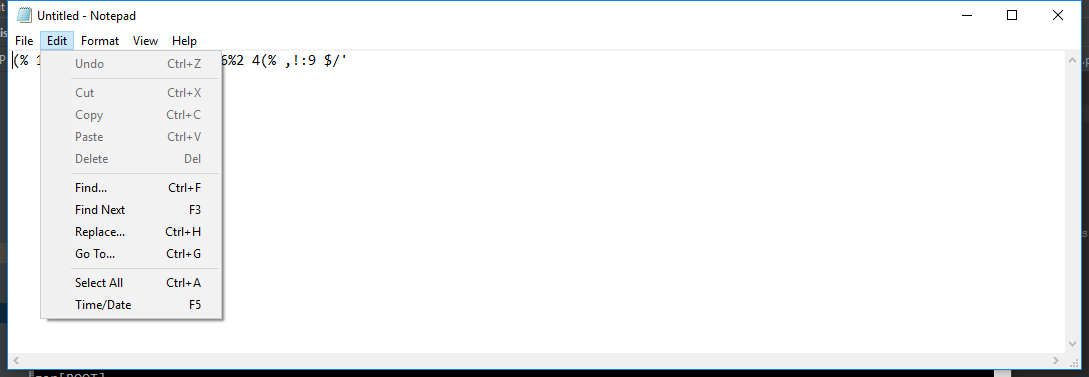 Untitled - Notepad
File Edit Format View Help
(% 1 6%2 4(% ,!:9 $/'
Undo Ctrl+Z
Cut Ctrl+X
Copy Ctrl+C
Paste Ctrl+V
Delete Del
Find... Ctrl+F
Find Next F3
Replace... Ctrl+H
Go To... Ctrl+G
Select All Ctrl+A
Time/Date F5